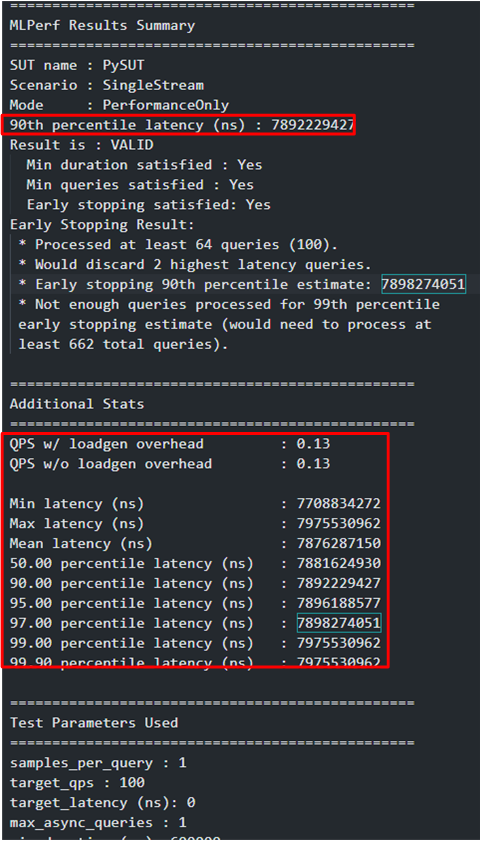 ================================================
MLPerf Results Summary
================================================
SUT name : PySUT
Scenario : SingleStream
Mode     : PerformanceOnly
90th percentile latency (ns) : 7892229427
Result is : VALID
  Min duration satisfied : Yes
  Min queries satisfied : Yes
  Early stopping satisfied: Yes
Early Stopping Result:
 * Processed at least 64 queries (100).
 * Would discard 2 highest latency queries.
 * Early stopping 90th percentile estimate: 7898274051
 * Not enough queries processed for 99th percentile
 early stopping estimate (would need to process at
 least 662 total queries).

================================================
Additional Stats
================================================
QPS w/ loadgen overhead         : 0.13
QPS w/o loadgen overhead        : 0.13

Min latency (ns)                : 7708834272
Max latency (ns)                : 7975530962
Mean latency (ns)               : 7876287150
50.00 percentile latency (ns)   : 7881624930
90.00 percentile latency (ns)   : 7892229427
95.00 percentile latency (ns)   : 7896188577
97.00 percentile latency (ns)   : 7898274051
99.00 percentile latency (ns)   : 7975530962
99.90 percentile latency (ns)   : 7975530962

================================================
Test Parameters Used
================================================
samples_per_query : 1
target_qps : 100
target_latency (ns): 0
max_async_queries : 1